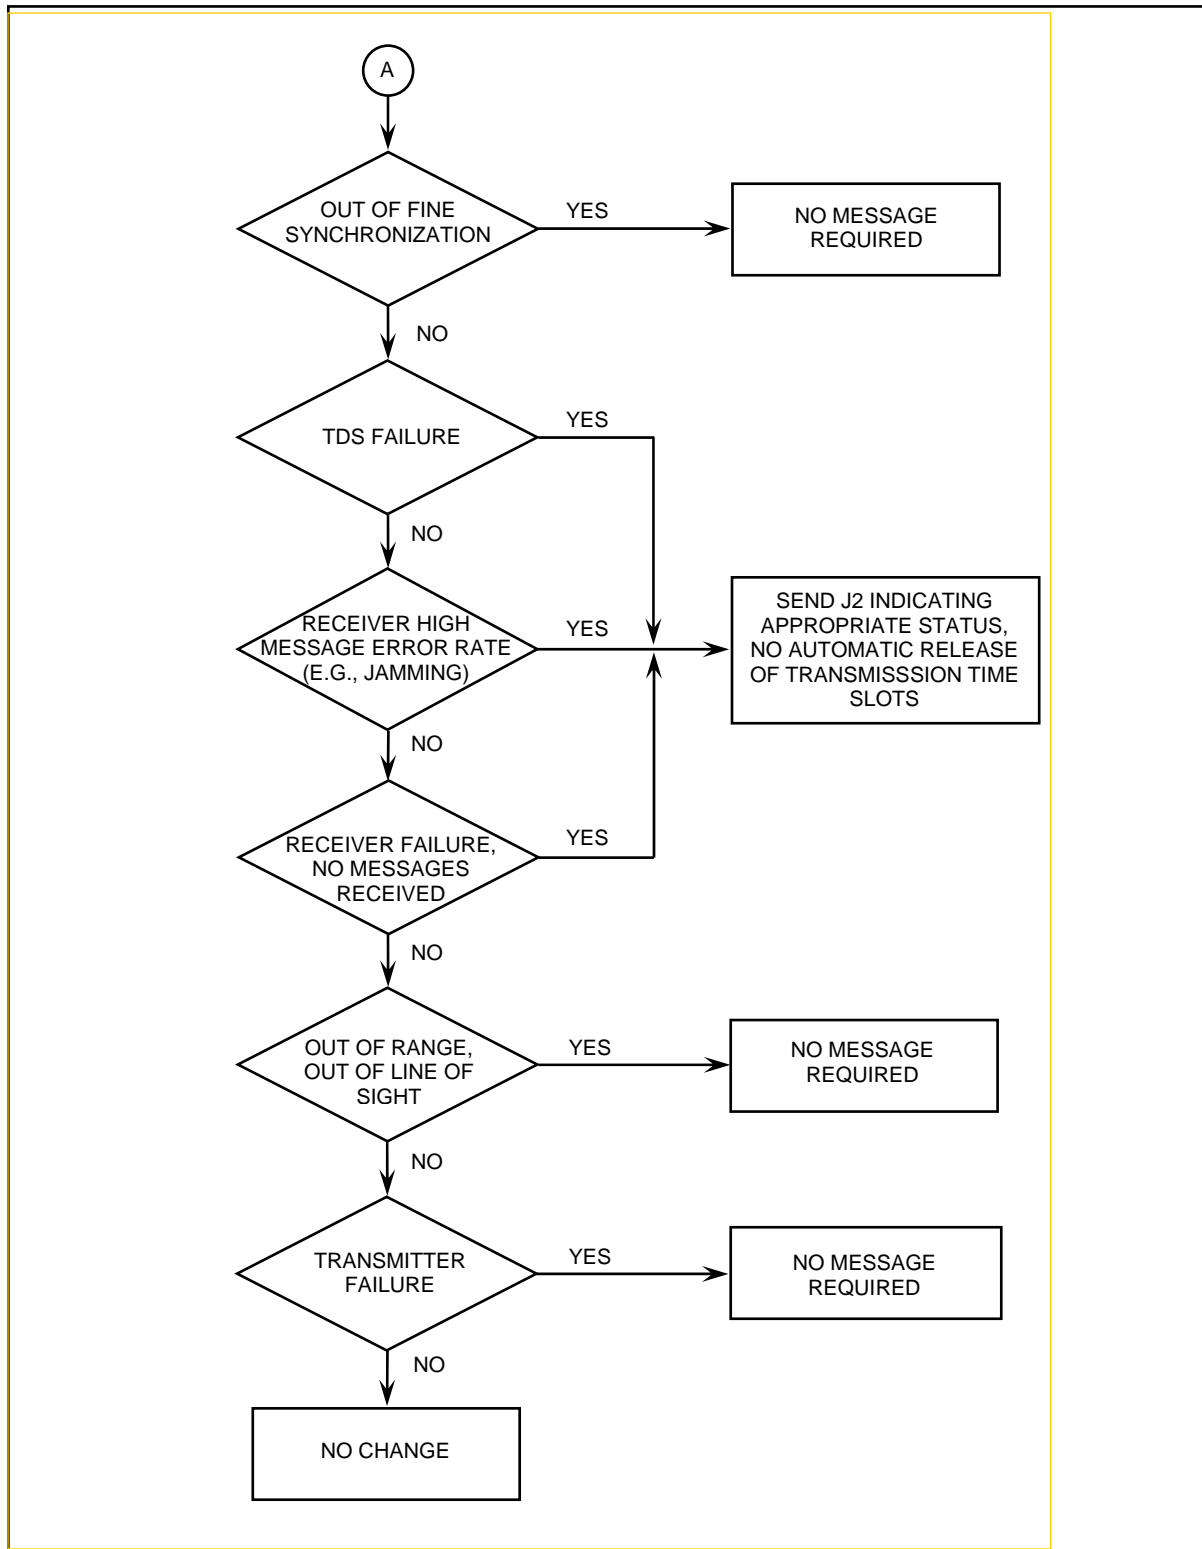 A
OUT OF FINE
SYNCHRONIZATION
YES
NO MESSAGE
REQUIRED
NO
TDS FAILURE
YES
NO
RECEIVER HIGH
MESSAGE ERROR RATE
(E.G., JAMMING)
YES
SEND J2 INDICATING
APPROPRIATE STATUS,
NO AUTOMATIC RELEASE
OF TRANSMISSSION TIME
SLOTS
NO
RECEIVER FAILURE,
NO MESSAGES
RECEIVED
YES
NO
OUT OF RANGE,
OUT OF LINE OF
SIGHT
YES
NO MESSAGE
REQUIRED
NO
TRANSMITTER
FAILURE
YES
NO MESSAGE
REQUIRED
NO
NO CHANGE